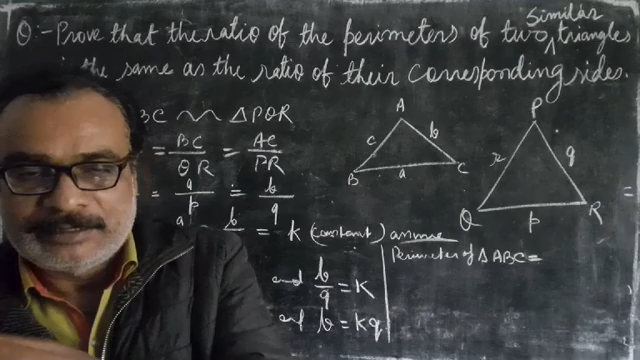 Q:- Prove that the ratio of the perimeters of two similar triangles
the same as the ratio of their corresponding sides.
BC ~ ΔPQR
= BC/QR = AC/PR
= a/p = b/q
a b = k (constant) assume
and b/q = K
and b = kq
Perimeter of Δ ABC =
A
c b
B a C
P
r q
Q p R
=